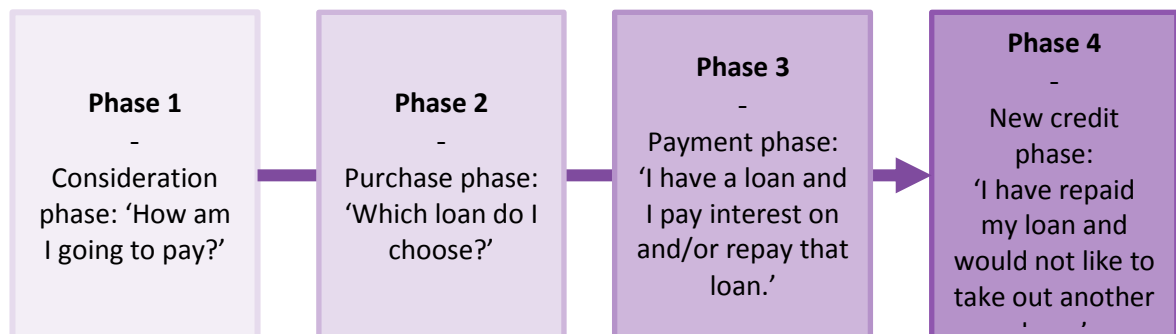 Phase 1
-
Consideration
phase: ‘How am
I going to pay?’
Phase 2
-
Purchase phase:
‘Which loan do I
choose?’
Phase 3
-
Payment phase:
‘I have a loan and
I pay interest on
and/or repay that
loan.’
Phase 4
-
New credit
phase:
‘I have repaid
my loan and
would not like to
take out another